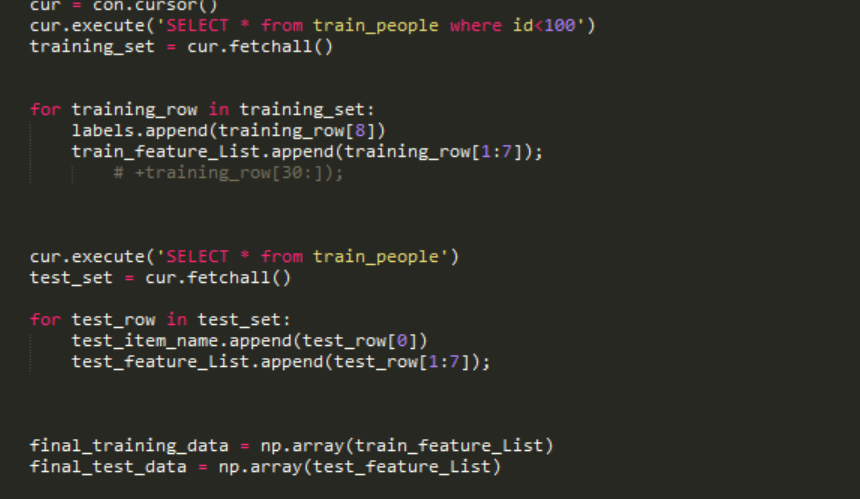 cur = con.cursor()
cur.execute('SELECT * from train_people where id<100')
training_set = cur.fetchall()
for training_row in training_set:
labels.append(training_row[8])
train_feature_List.append(training_row[1:7]);
# +training_row[30:]);
cur.execute('SELECT * from train_people')
test_set = cur.fetchall()
for test_row in test_set:
test_item_name.append(test_row[0])
test_feature_List.append(test_row[1:7]);
final_training_data = np.array(train_feature_List)
final_test_data = np.array(test_feature_List)